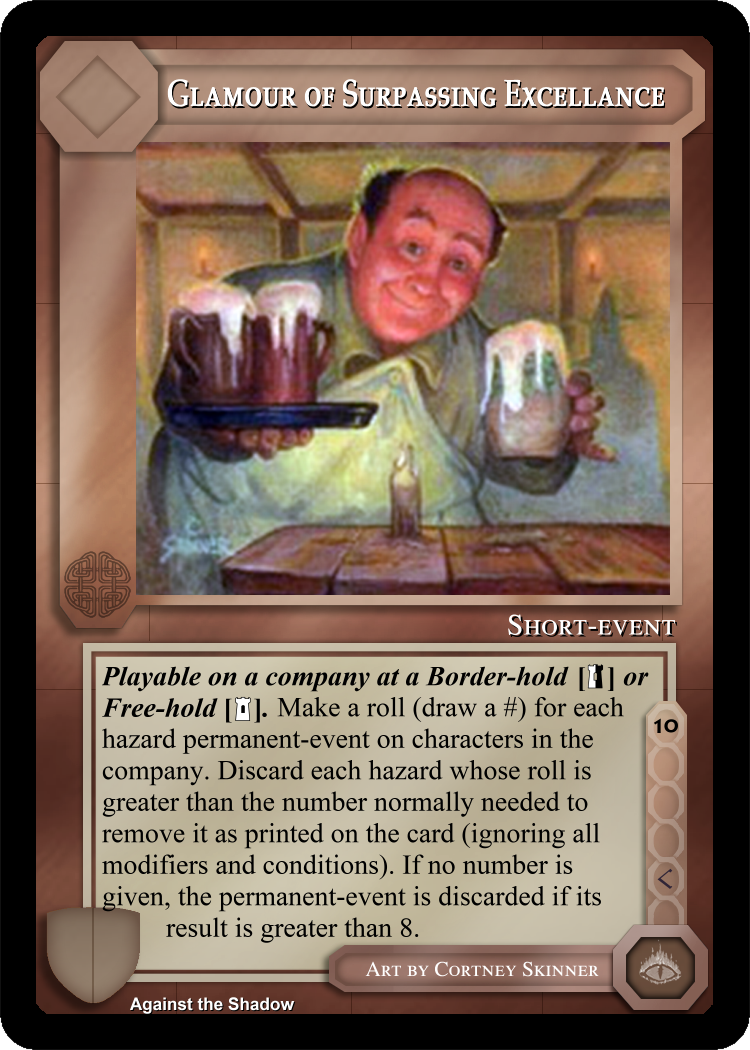 Glamour of Surpassing Excellance
Short-event
Playable on a company at a Border-hold [] or
Free-hold []. Make a roll (draw a #) for each
hazard permanent-event on characters in the
company. Discard each hazard whose roll is
greater than the number normally needed to
remove it as printed on the card (ignoring all
modifiers and conditions). If no number is
given, the permanent-event is discarded if its
result is greater than 8.
10
Art by Cortney Skinner
Against the Shadow